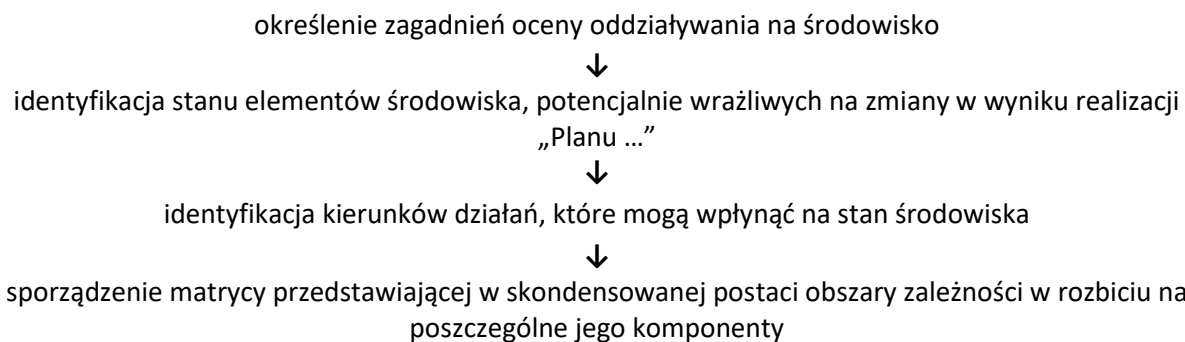 określenie zagadnień oceny oddziaływania na środowisko
↓
identyfikacja stanu elementów środowiska, potencjalnie wrażliwych na zmiany w wyniku realizacji
„Planu …”
↓
identyfikacja kierunków działań, które mogą wpłynąć na stan środowiska
↓
sporządzenie matrycy przedstawiającej w skondensowanej postaci obszary zależności w rozbiciu na
poszczególne jego komponenty